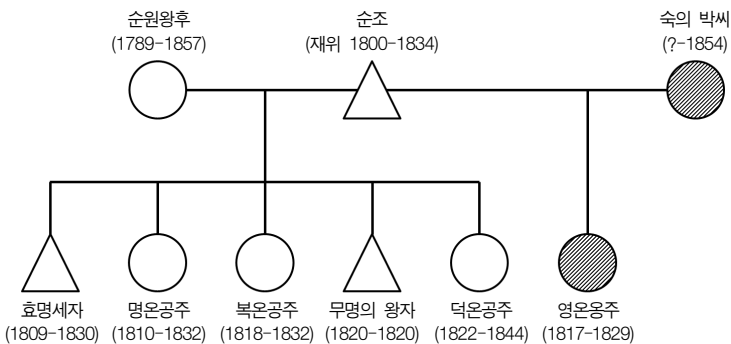 순원왕후
(1789-1857)
순조
(재위 1800-1834)
숙의 박씨
(?-1854)
효명세자
(1809-1830)
명온공주
(1810-1832)
복온공주
(1818-1832)
무명의 왕자
(1820-1820)
덕온공주
(1822-1844)
영온옹주
(1817-1829)